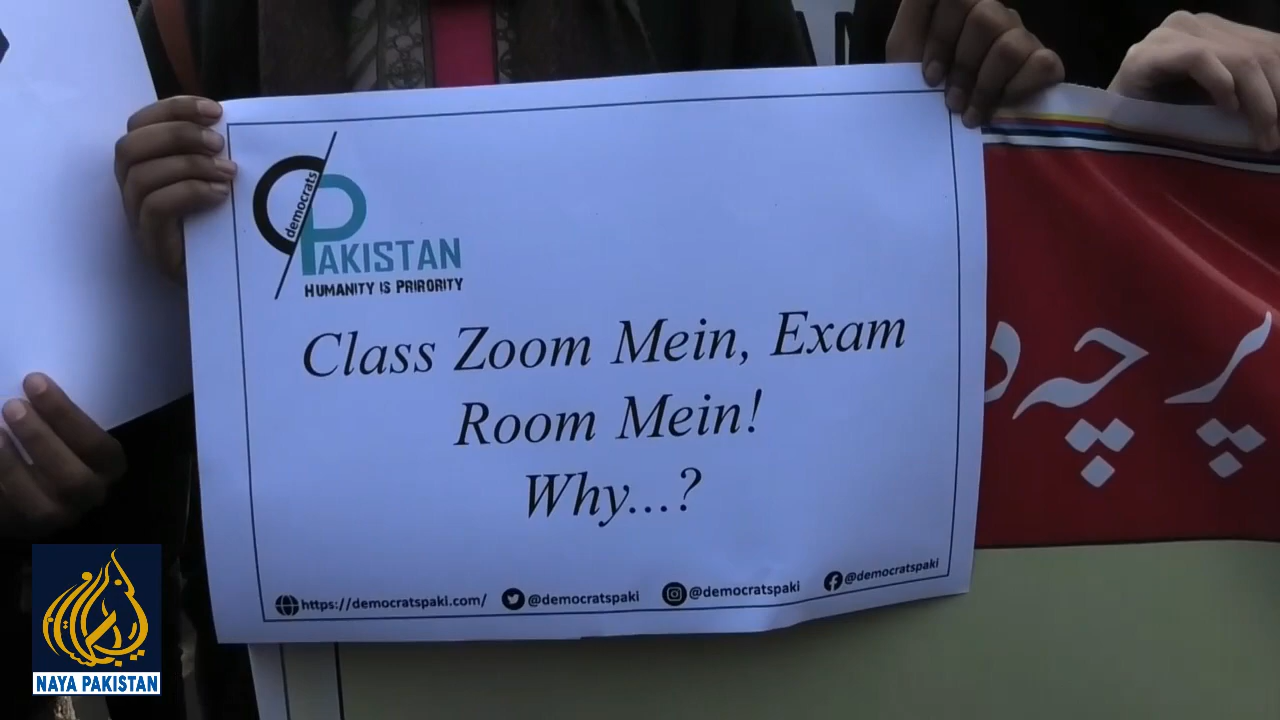 democrats
PAKISTAN
HUMANITY IS PRIRORITY
Class Zoom Mein, Exam
Room Mein!
Why...?
https://democratspaki.com/ @democratspaki @democratspaki @democratspaki
پرچہ
NAYA PAKISTAN